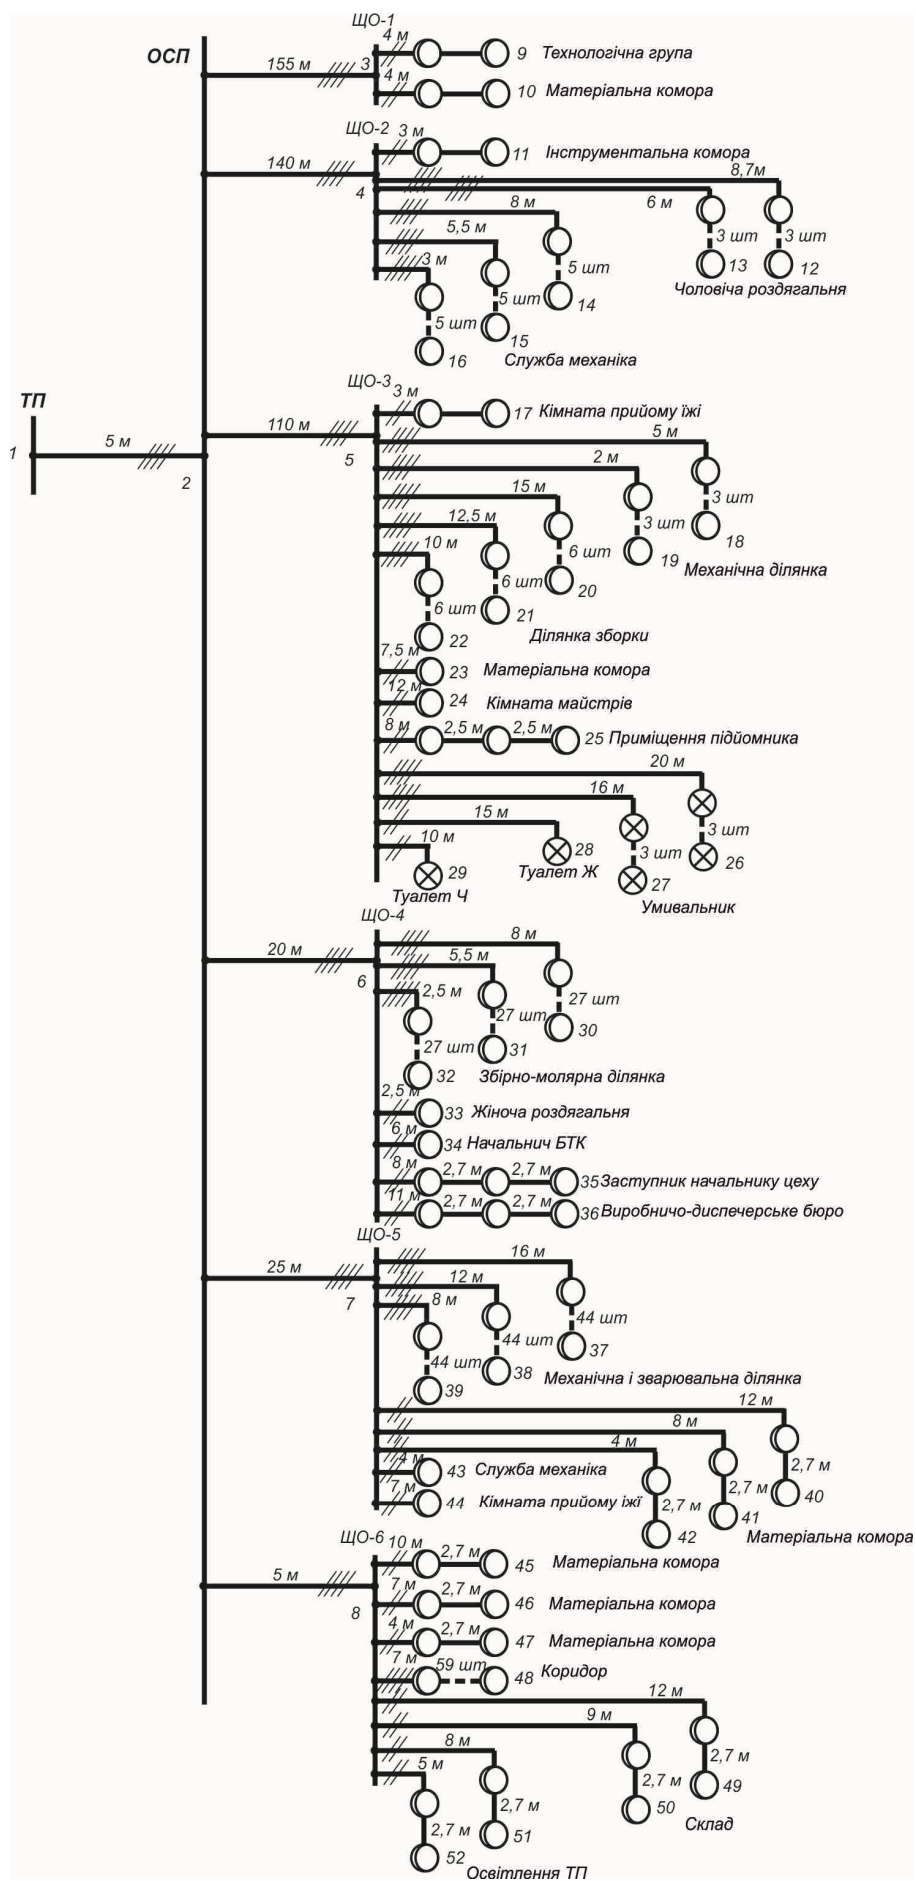 ЩО-1
ОСП
4 м
9 Технологічна група
155 м
3
4 м
10 Матеріальна комора
ЩО-2
3 м
11 Інструментальна комора
140 м
4
8,7м
6 м
8 м
3 шт
3 шт
5,5 м
13
12
3 м
5 шт
Чоловіча роздягальня
14
5 шт
15
5 шт
16
Служба механіка
ЩО-3
ТП
3 м
17 Кімната прийому їжі
110 м
5 м
1
5 м
2
5
2 м
15 м
3 шт
12,5 м
3 шт
18
10 м
6 шт
19
Механічна ділянка
6 шт
20
6 шт
21
22
Ділянка зборки
7,5 м
23 Матеріальна комора
12 м
24 Кімната майстрів
8 м
2,5 м
2,5 м
25 Приміщення підйомника
20 м
16 м
15 м
3 шт
10 м
28
3 шт
26
29
Туалет Ж
27
Туалет Ч
Умивальник
ЩО-4
8 м
20 м
5,5 м
6
2,5 м
27 шт
27 шт
30
27 шт
31
32
Збірно-молярна ділянка
2,5 м
33 Жіноча роздягальня
6 м
34 Начальнич БТК
8 м
2,7 м
2,7 м
35 Заступник начальнику цеху
11 м
2,7 м
2,7 м
36 Виробничо-диспечерське бюро
ЩО-5
16 м
25 м
12 м
7
8 м
44 шт
44 шт
37
44 шт
38
39
Механічна і зварювальна ділянка
12 м
8 м
4 м
4 м
43 Служба механіка
2,7 м
7 м
2,7 м
40
44 Кімната прийому їжї
2,7 м
41
42
Матеріальна комора
ЩО-6
10 м
2,7 м
45 Матеріальна комора
5 м
7 м
2,7 м
46 Матеріальна комора
8
4 м
2,7 м
47 Матеріальна комора
7 м
59 шт
48 Коридор
12 м
9 м
8 м
5 м
2,7 м
2,7 м
49
2,7 м
50
Склад
2,7 м
51
52
Освітлення ТП